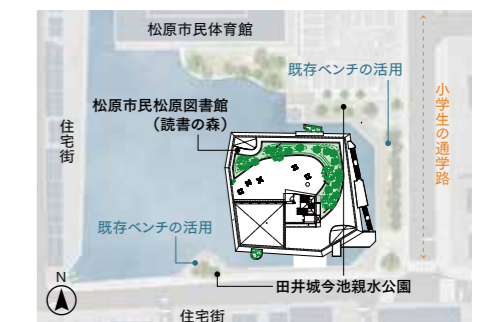 松原市民体育館
既存ベンチの活用
松原市民松原図書館
（読書の森）
小学生の通学路
住宅街
既存ベンチの活用
田井城今池親水公園
N
住宅街